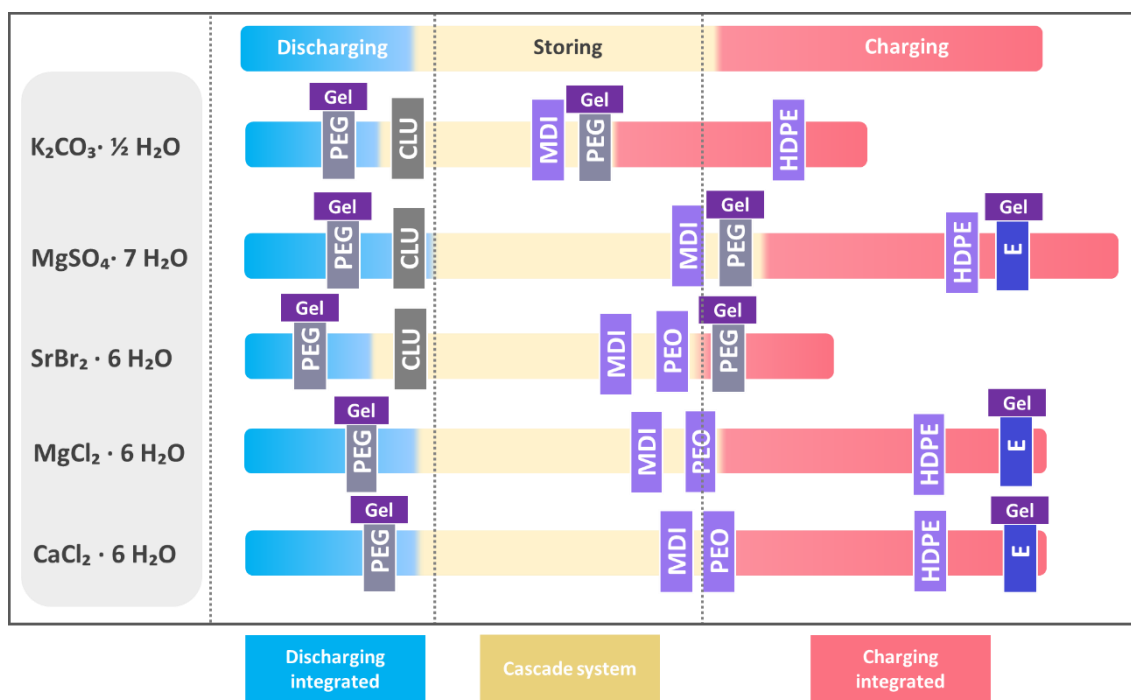 Discharging
Storing
Charging
K₂CO₃· ½ H₂O
Gel
PEG
CLU
MDI
Gel
PEG
HDPE
MgSO₄· 7 H₂O
Gel
PEG
CLU
MDI
Gel
PEG
HDPE
Gel
E
SrBr₂ · 6 H₂O
Gel
PEG
CLU
MDI
PEO
Gel
PEG
MgCl₂ · 6 H₂O
Gel
PEG
MDI
PEO
HDPE
Gel
E
CaCl₂ · 6 H₂O
Gel
PEG
MDI
PEO
HDPE
Gel
E
Discharging
integrated
Cascade system
Charging
integrated